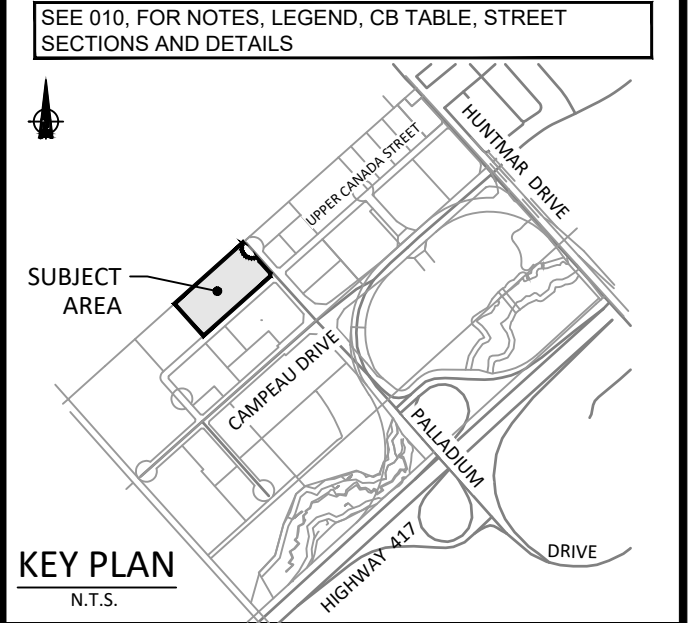 SEE 010, FOR NOTES, LEGEND, CB TABLE, STREET
SECTIONS AND DETAILS
HUNTMAR DRIVE
UPPER CANADA STREET
SUBJECT
AREA
CAMPEAU DRIVE
PALLADIUM
DRIVE
HIGHWAY 417
KEY PLAN
N.T.S.